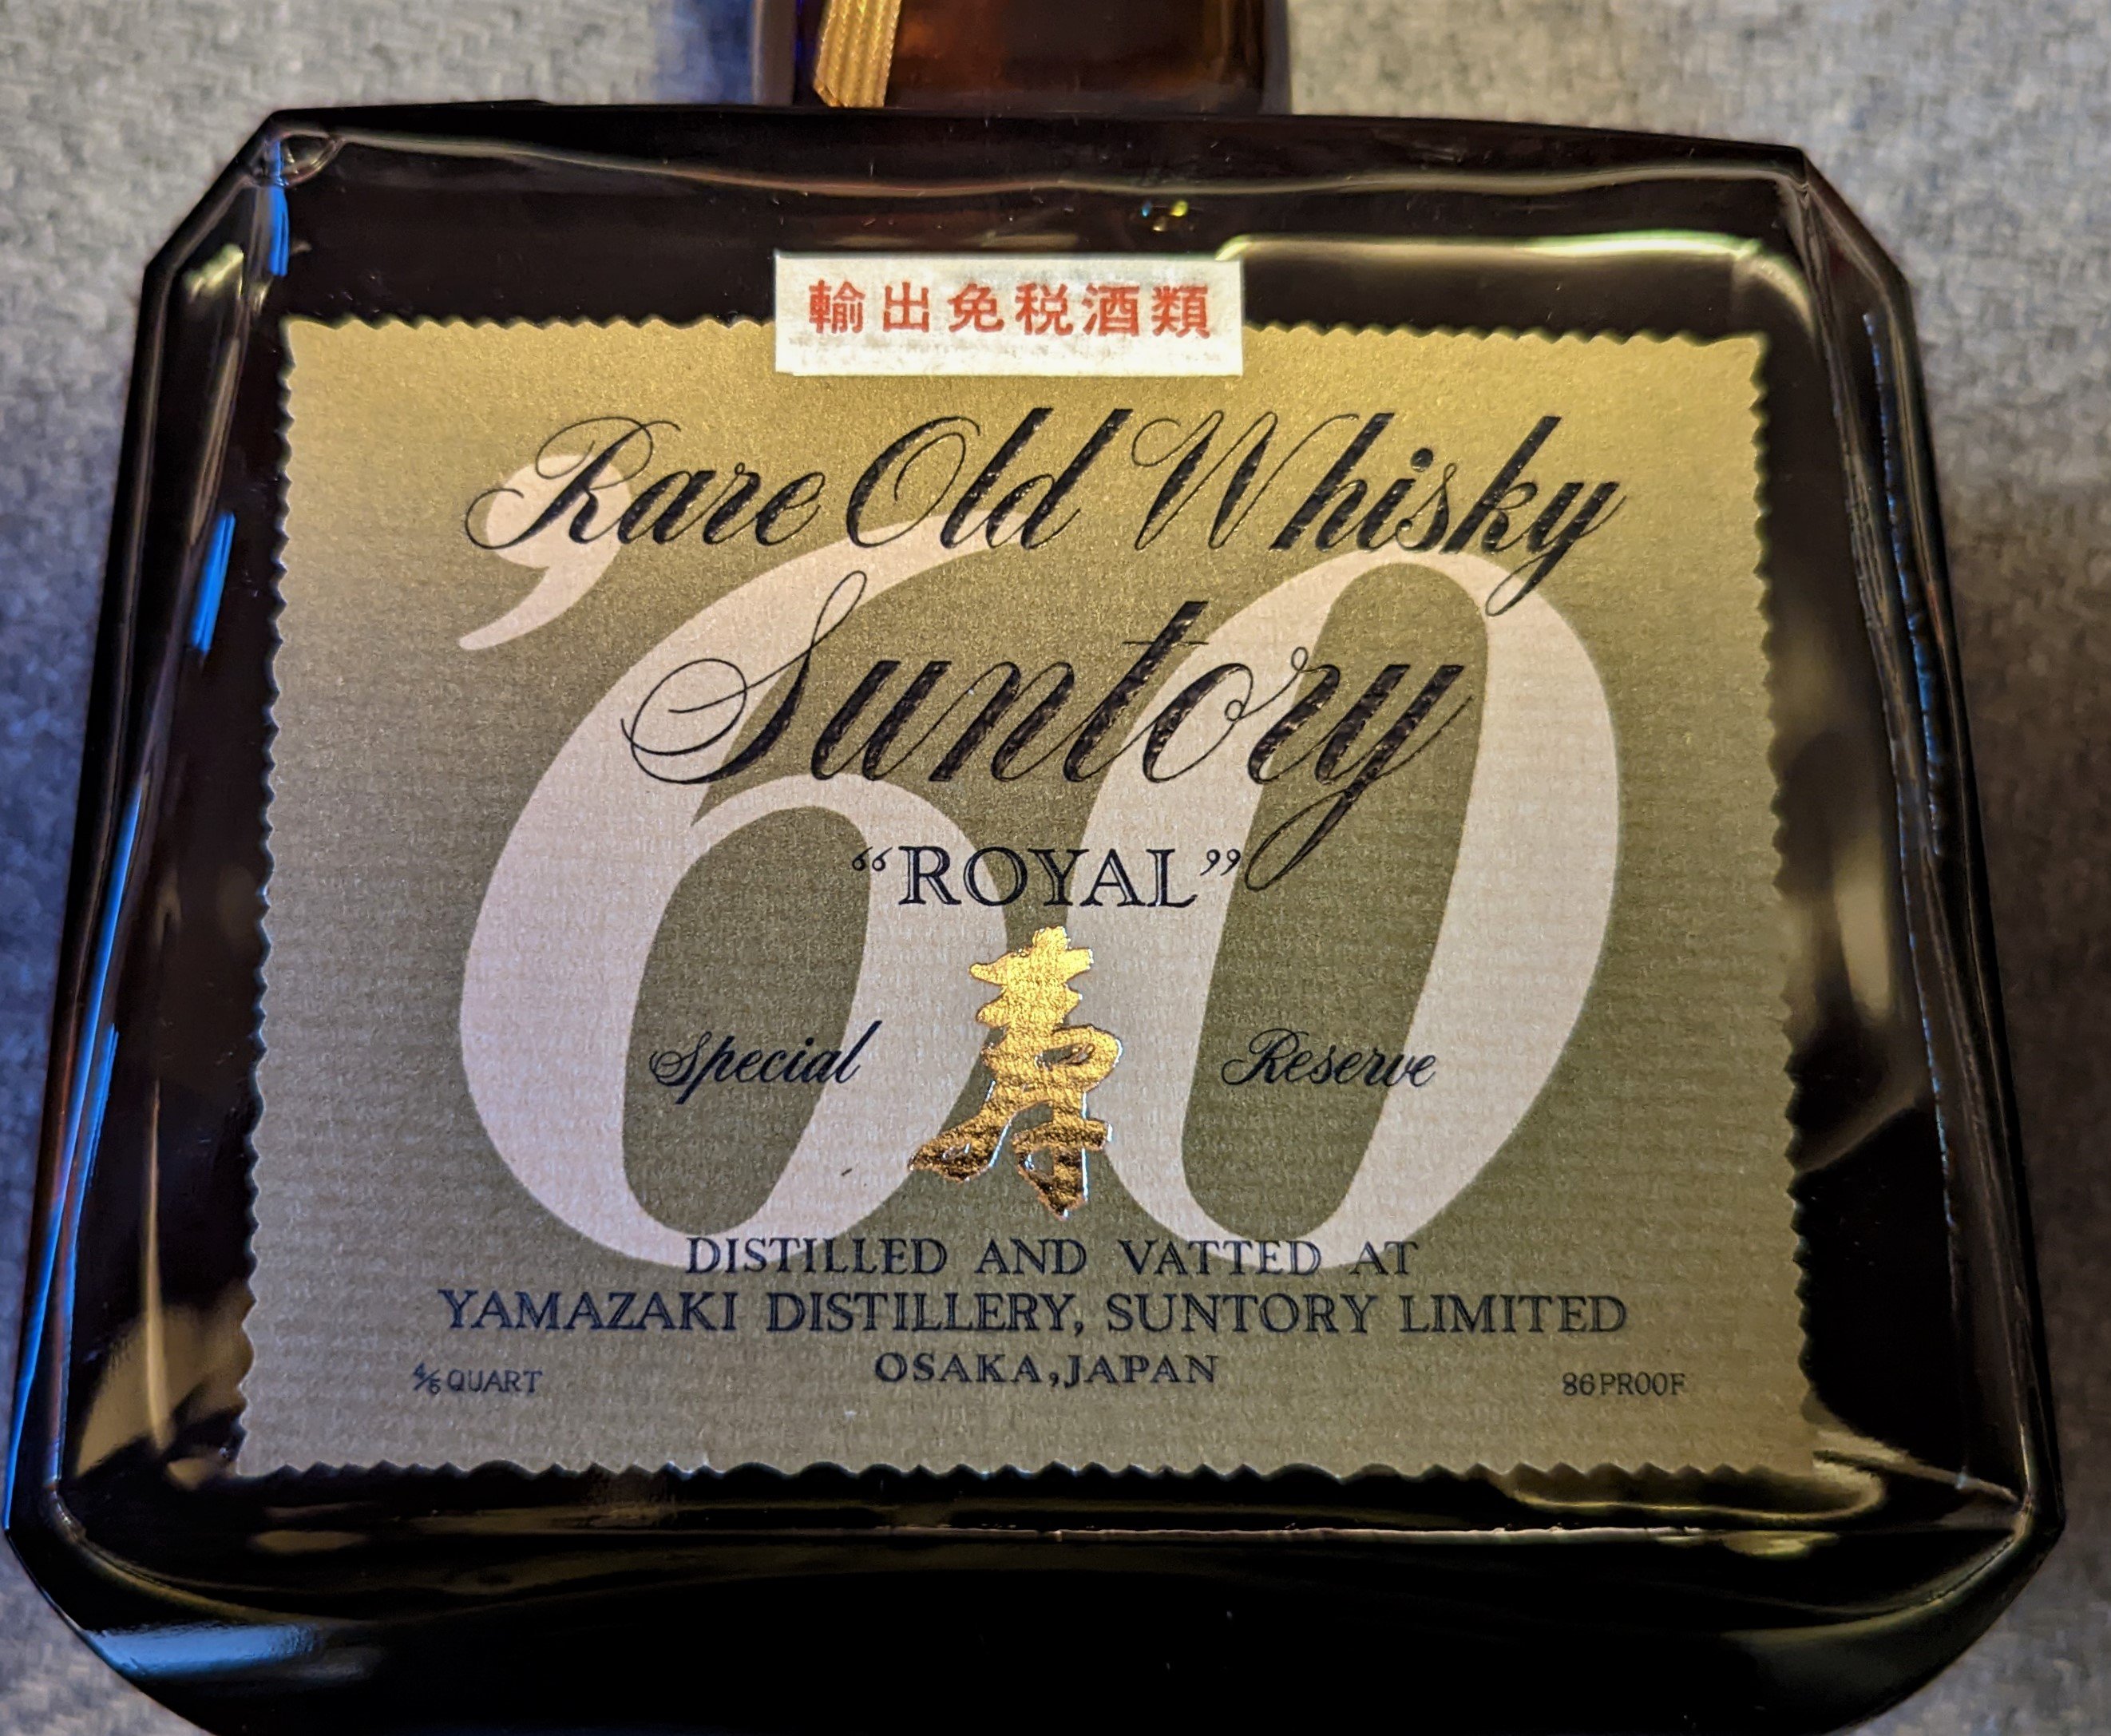 輸出免税酒類
Rare Old Whisky
’60
Suntory
“ROYAL”
Special 寿 Reserve
DISTILLED AND VATTED AT
YAMAZAKI DISTILLERY, SUNTORY LIMITED
OSAKA,JAPAN
4/5 QUART
86 PROOF